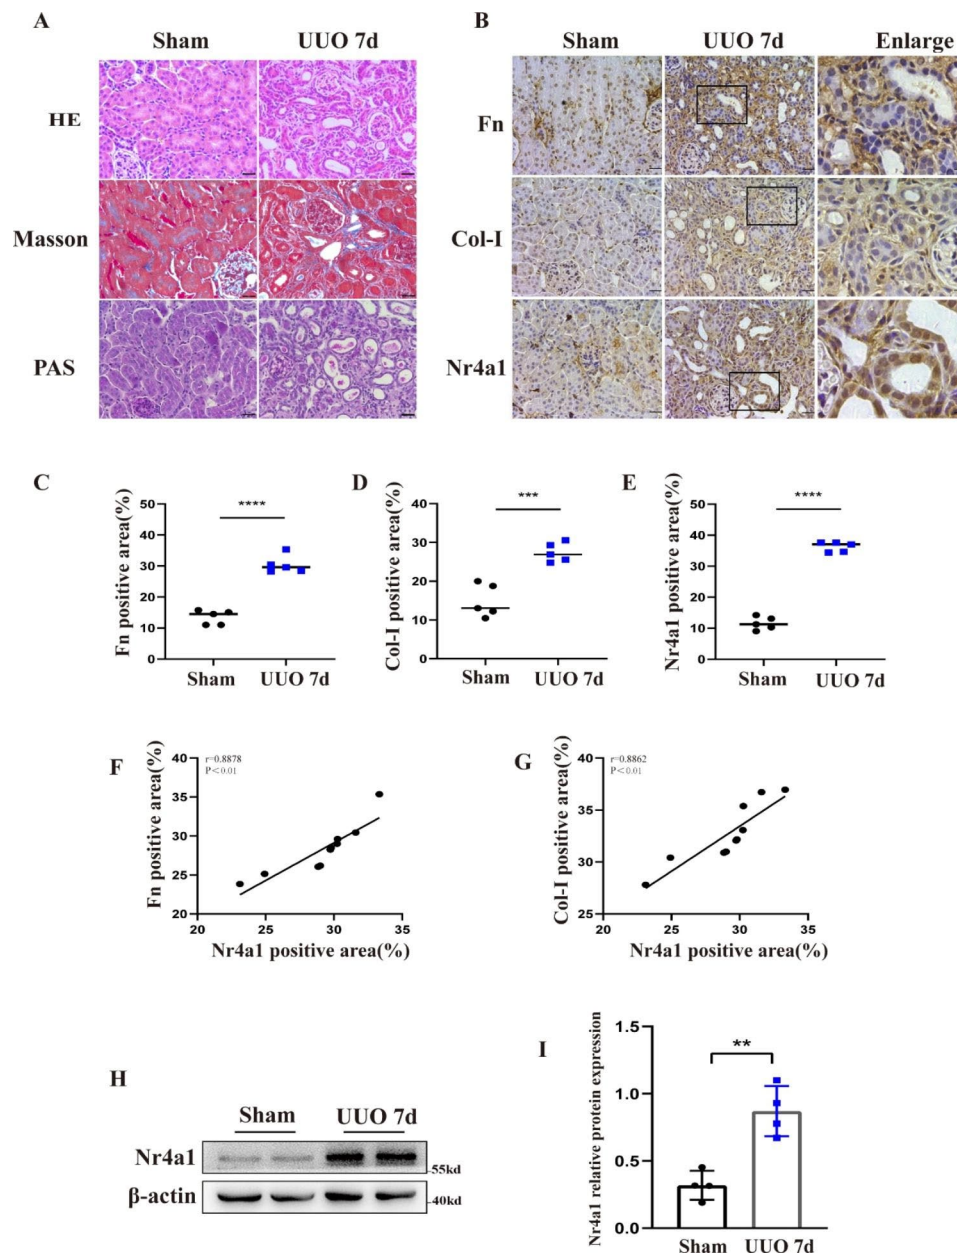 A
Sham
UUO 7d
HE
Masson
PAS
B
Sham
UUO 7d
Enlarge
Fn
Col-I
Nr4a1
C
Fn positive area(%)
50
40
30
20
10
0
****
Sham
UUO 7d
D
Col-I positive area(%)
40
30
20
10
0
***
Sham
UUO 7d
E
Nr4a1 positive area(%)
50
40
30
20
10
0
****
Sham
UUO 7d
F
Fn positive area(%)
40
35
30
25
20
r=0.8878
P<0.01
20
25
30
35
Nr4a1 positive area(%)
G
Col-I positive area(%)
40
35
30
25
r=0.8862
P<0.01
20
25
30
35
Nr4a1 positive area(%)
H
Sham
UUO 7d
Nr4a1
-55kd
β-actin
-40kd
I
Nr4a1 relative protein expression
1.5
1.0
0.5
0.0
**
Sham
UUO 7d